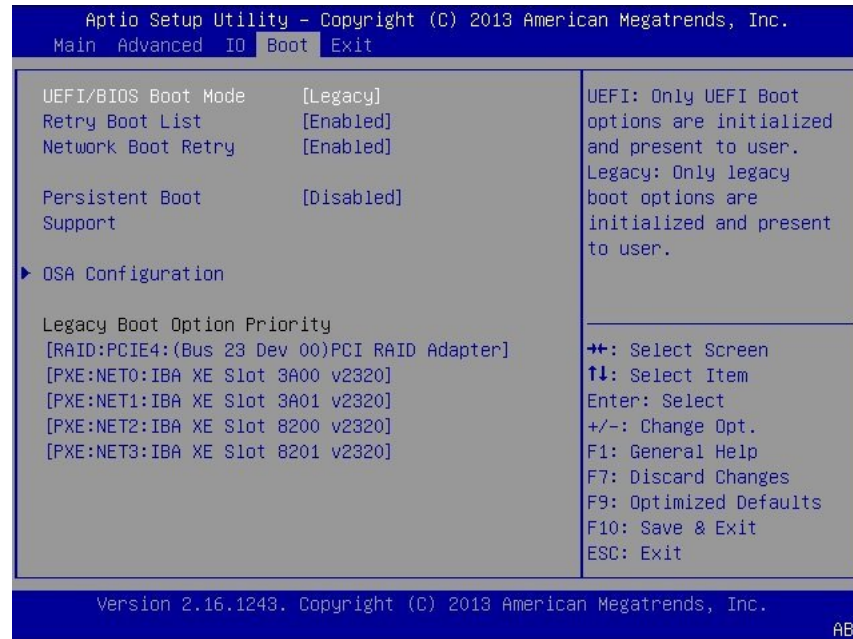 Aptio Setup Utility – Copyright (C) 2013 American Megatrends, Inc.
Main Advanced IO Boot Exit
UEFI/BIOS Boot Mode [Legacy]
Retry Boot List [Enabled]
Network Boot Retry [Enabled]
Persistent Boot [Disabled]
Support
OSA Configuration
Legacy Boot Option Priority
[RAID:PCIE4:(Bus 23 Dev 00)PCI RAID Adapter]
[PXE:NET0:IBA XE Slot 3A00 v2320]
[PXE:NET1:IBA XE Slot 3A01 v2320]
[PXE:NET2:IBA XE Slot 8200 v2320]
[PXE:NET3:IBA XE Slot 8201 v2320]
UEFI: Only UEFI Boot
options are initialized
and present to user.
Legacy: Only legacy
boot options are
initialized and present
to user.
→←: Select Screen
↑↓: Select Item
Enter: Select
+/-: Change Opt.
F1: General Help
F7: Discard Changes
F9: Optimized Defaults
F10: Save & Exit
ESC: Exit
Version 2.16.1243. Copyright (C) 2013 American Megatrends, Inc.
AB